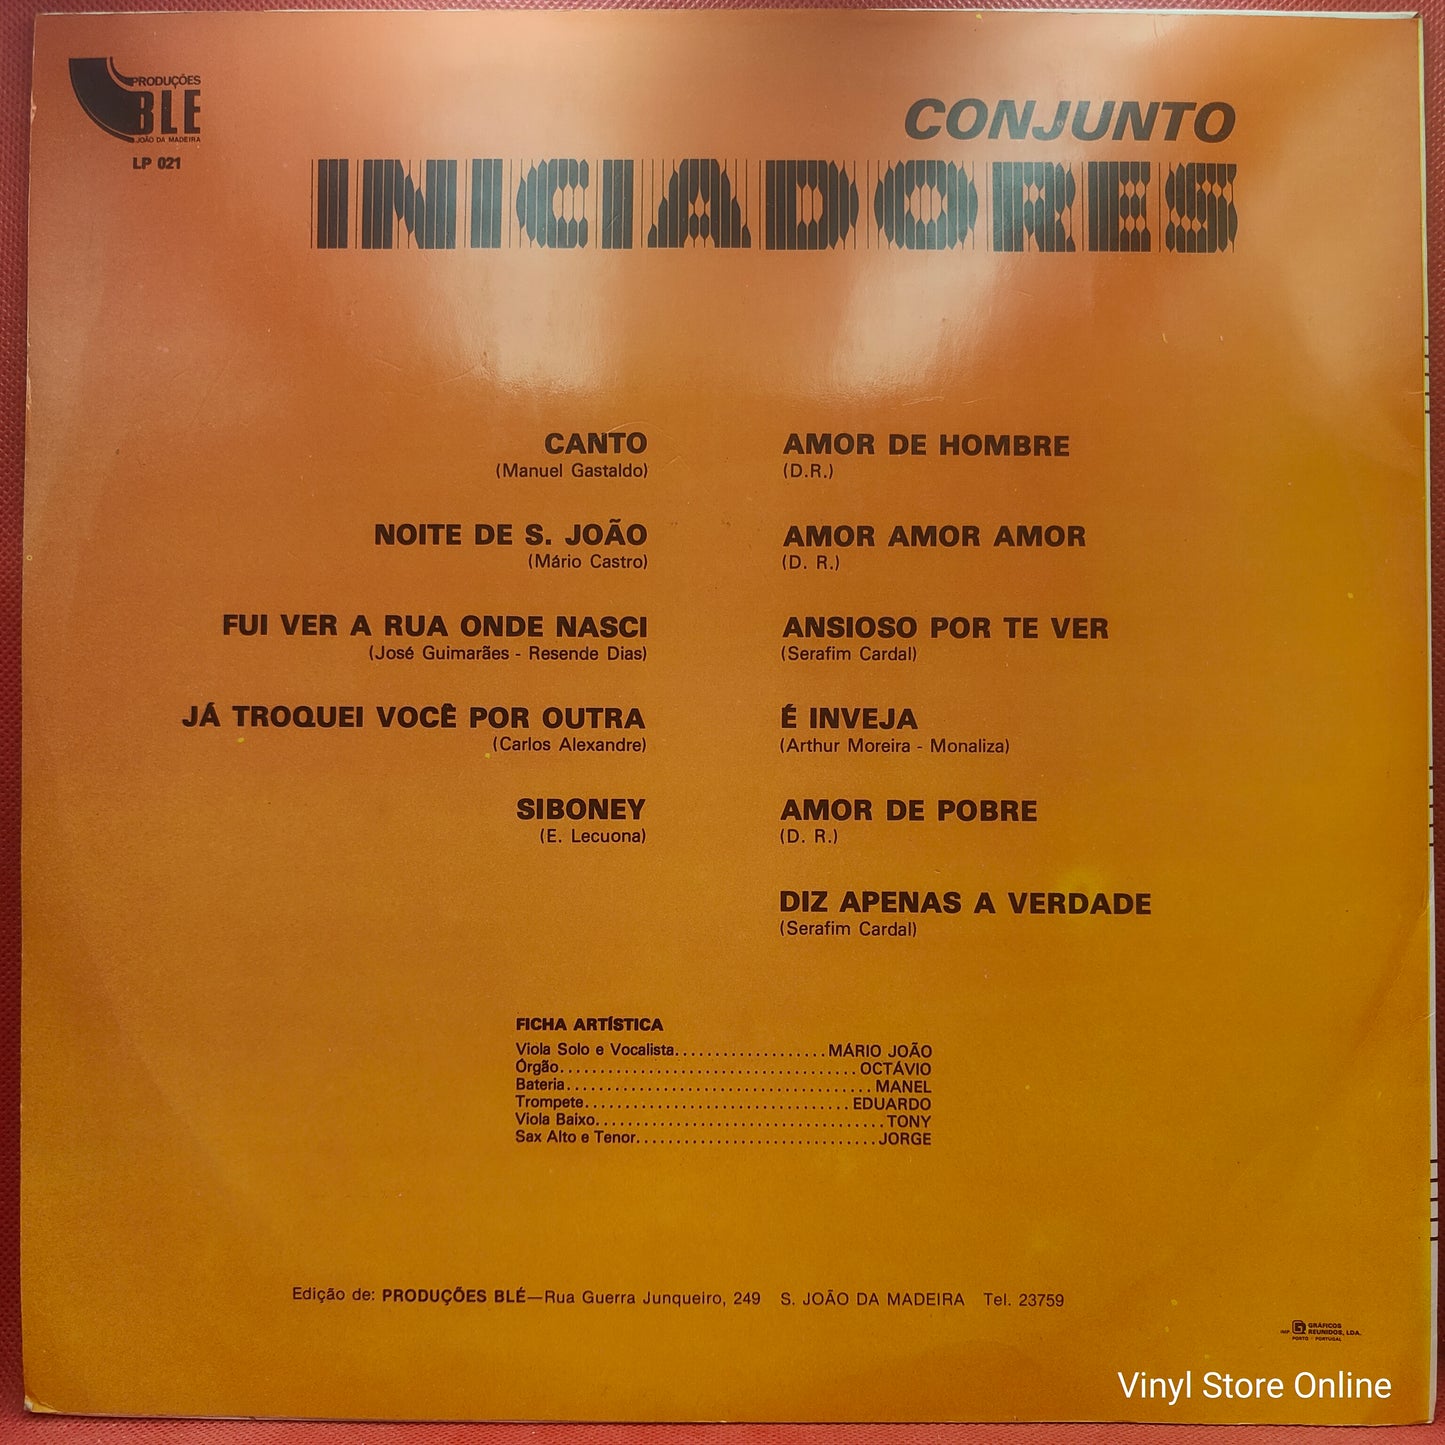 PRODUÇÕES
BLÉ
JOÃO DA MADEIRA
LP 021
CONJUNTO
INICIADORES
CANTO
(Manuel Gastaldo)
NOITE DE S. JOÃO
(Mário Castro)
FUI VER A RUA ONDE NASCI
(José Guimarães - Resende Dias)
JÁ TROQUEI VOCÊ POR OUTRA
(Carlos Alexandre)
SIBONEY
(E. Lecuona)
AMOR DE HOMBRE
(D.R.)
AMOR AMOR AMOR
(D. R.)
ANSIOSO POR TE VER
(Serafim Cardal)
É INVEJA
(Arthur Moreira - Monaliza)
AMOR DE POBRE
(D. R.)
DIZ APENAS A VERDADE
(Serafim Cardal)
FICHA ARTÍSTICA
Viola Solo e Vocalista...................MÁRIO JOÃO
Órgão......................................OCTÁVIO
Bateria.......................................MANEL
Trompete.................................EDUARDO
Viola Baixo.....................................TONY
Sax Alto e Tenor...............................JORGE
Edição de: PRODUÇÕES BLÉ—Rua Guerra Junqueiro, 249 S. JOÃO DA MADEIRA Tel. 23759
IMP. GRÁFICOS
REUNIDOS, LDA.
PORTO - PORTUGAL
Vinyl Store Online